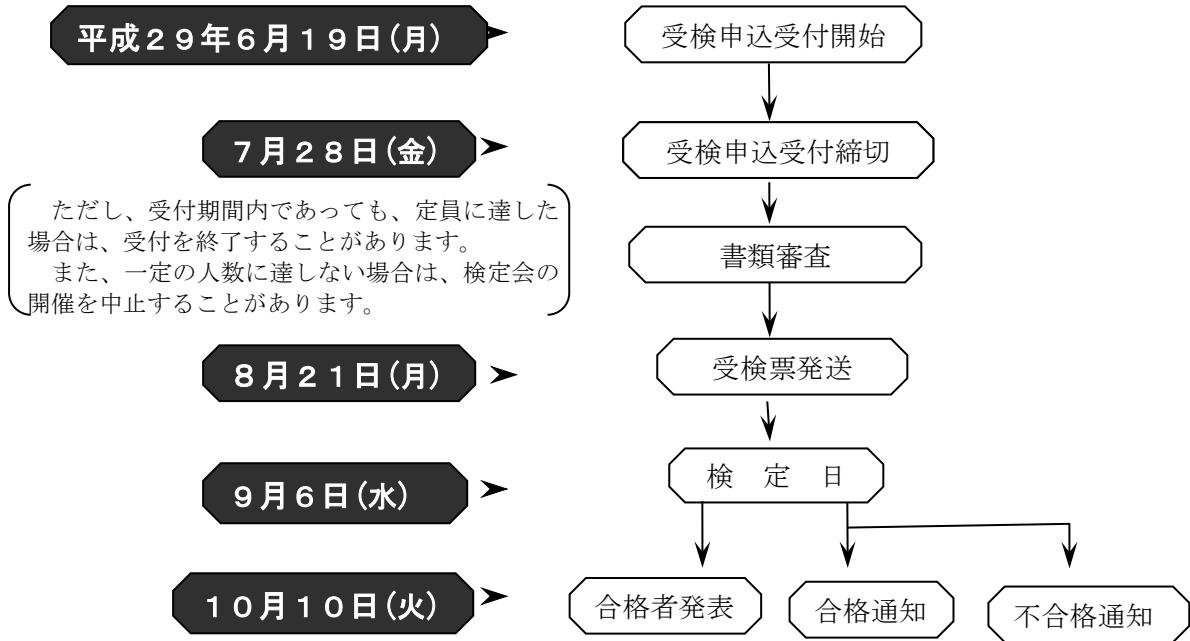 平成２９年６月１９日(月)
受検申込受付開始
７月２８日(金)
受検申込受付締切
ただし、受付期間内であっても、定員に達した
場合は、受付を終了することがあります。
また、一定の人数に達しない場合は、検定会の
開催を中止することがあります。
書類審査
８月２１日(月)
受検票発送
９月６日(水)
検　定　日
１０月１０日(火)
合格者発表
合格通知
不合格通知